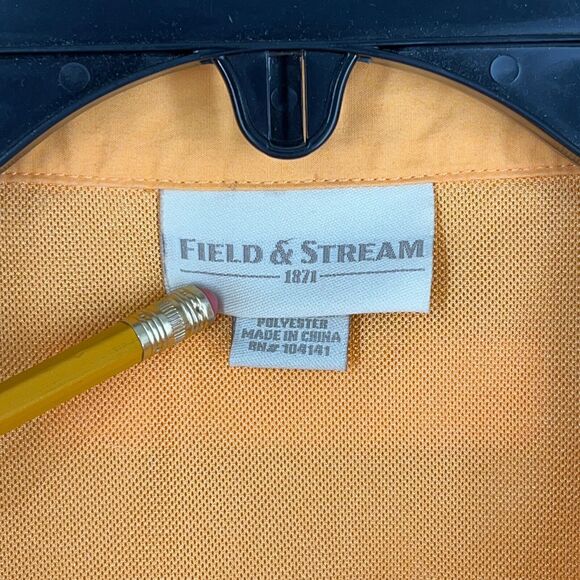 FIELD & STREAM
1871
POLYESTER
MADE IN CHINA
RN# 104141